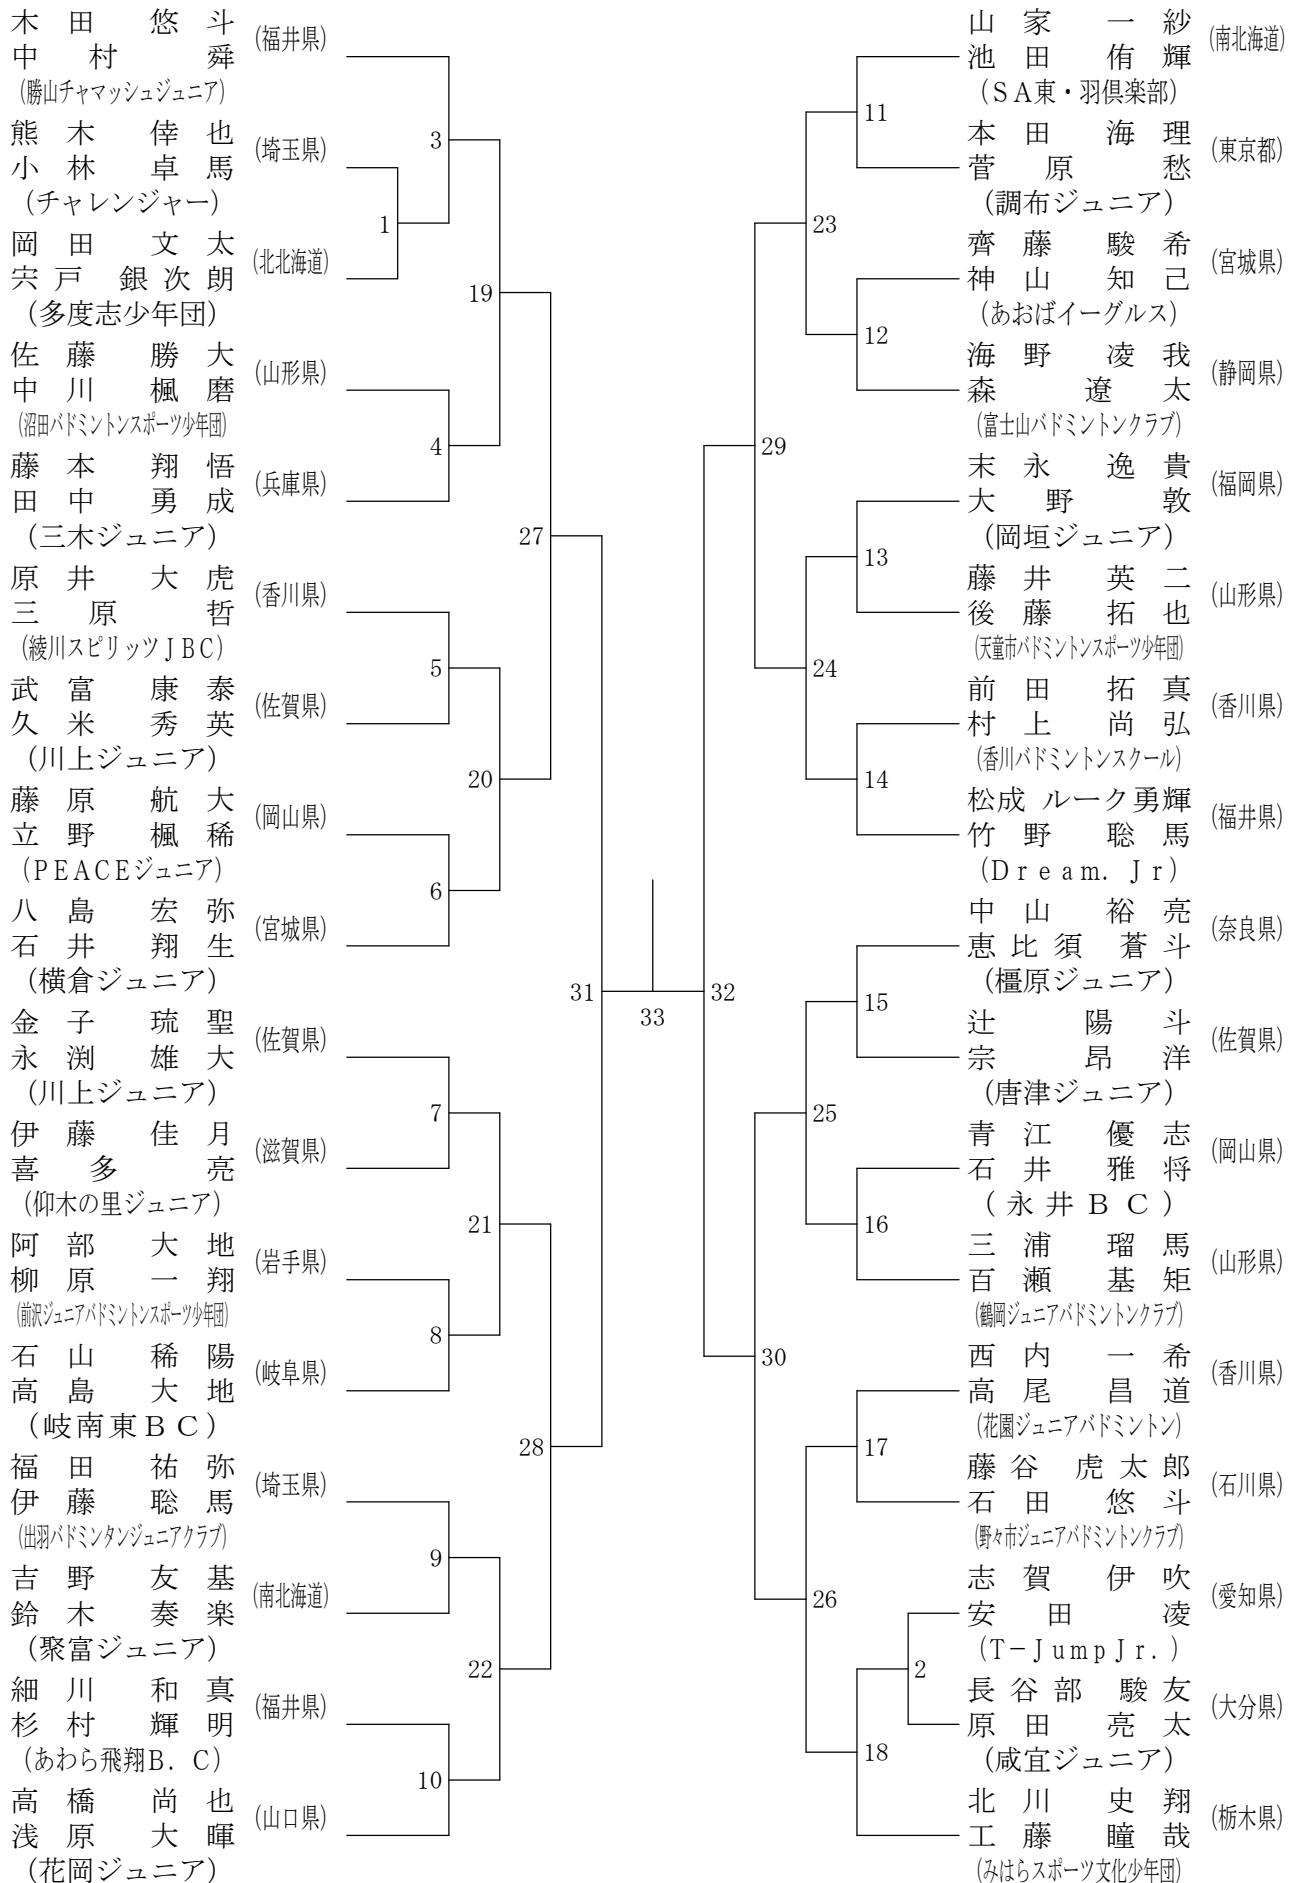 木田 悠斗
中村 舜
(福井県)
(勝山チャマッシュジュニア)
熊木 倖也
小林 卓馬
(埼玉県)
(チャレンジャー)
岡田 文太
宍戸 銀次朗
(北北海道)
(多度志少年団)
佐藤 勝大
中川 楓磨
(山形県)
(沼田バドミントンスポーツ少年団)
藤本 翔悟
田中 勇成
(兵庫県)
(三木ジュニア)
原井 大虎
三原 哲
(香川県)
(綾川スピリッツJBC)
武富 康泰
久米 秀英
(佐賀県)
(川上ジュニア)
藤原 航大
立野 楓稀
(岡山県)
(PEACEジュニア)
八島 宏弥
石井 翔生
(宮城県)
(横倉ジュニア)
金子 琉聖
永渕 雄大
(佐賀県)
(川上ジュニア)
伊藤 佳月
喜多 亮
(滋賀県)
(仰木の里ジュニア)
阿部 大地
柳原 一翔
(岩手県)
(前沢ジュニアバドミントンスポーツ少年団)
石山 稀陽
高島 大地
(岐阜県)
(岐南東BC)
福田 祐弥
伊藤 聡馬
(埼玉県)
(出羽バドミンタンジュニアクラブ)
吉野 友基
鈴木 奏楽
(南北海道)
(聚富ジュニア)
細川 和真
杉村 輝明
(福井県)
(あわら飛翔B.C)
高橋 尚也
浅原 大暉
(山口県)
(花岡ジュニア)
1
3
4
5
6
7
8
9
10
19
20
21
22
27
28
31
33
32
29
30
23
24
25
26
11
12
13
14
15
16
17
18
2
山家 一紗
池田 侑輝
(南北海道)
(SA東・羽倶楽部)
本田 海理
菅原 愁
(東京都)
(調布ジュニア)
齊藤 駿希
神山 知己
(宮城県)
(あおばイーグルス)
海野 凌我
森 遼太
(静岡県)
(富士山バドミントンクラブ)
末永 逸貴
大野 敦
(福岡県)
(岡垣ジュニア)
藤井 英二
後藤 拓也
(山形県)
(天童市バドミントンスポーツ少年団)
前田 拓真
村上 尚弘
(香川県)
(香川バドミントンスクール)
松成 ルーク勇輝
竹野 聡馬
(福井県)
(Dream. Jr)
中山 裕亮
恵比須 蒼斗
(奈良県)
(橿原ジュニア)
辻 陽斗
宗 昂洋
(佐賀県)
(唐津ジュニア)
青江 優志
石井 雅将
(岡山県)
(永井BC)
三浦 瑠馬
百瀬 基矩
(山形県)
(鶴岡ジュニアバドミントンクラブ)
西内 一希
高尾 昌道
(香川県)
(花園ジュニアバドミントン)
藤谷 虎太郎
石田 悠斗
(石川県)
(野々市ジュニアバドミントンクラブ)
志賀 伊吹
安田 凌
(愛知県)
(T−JumpJr.)
長谷部 駿友
原田 亮太
(大分県)
(咸宜ジュニア)
北川 史翔
工藤 瞳哉
(栃木県)
(みはらスポーツ文化少年団)